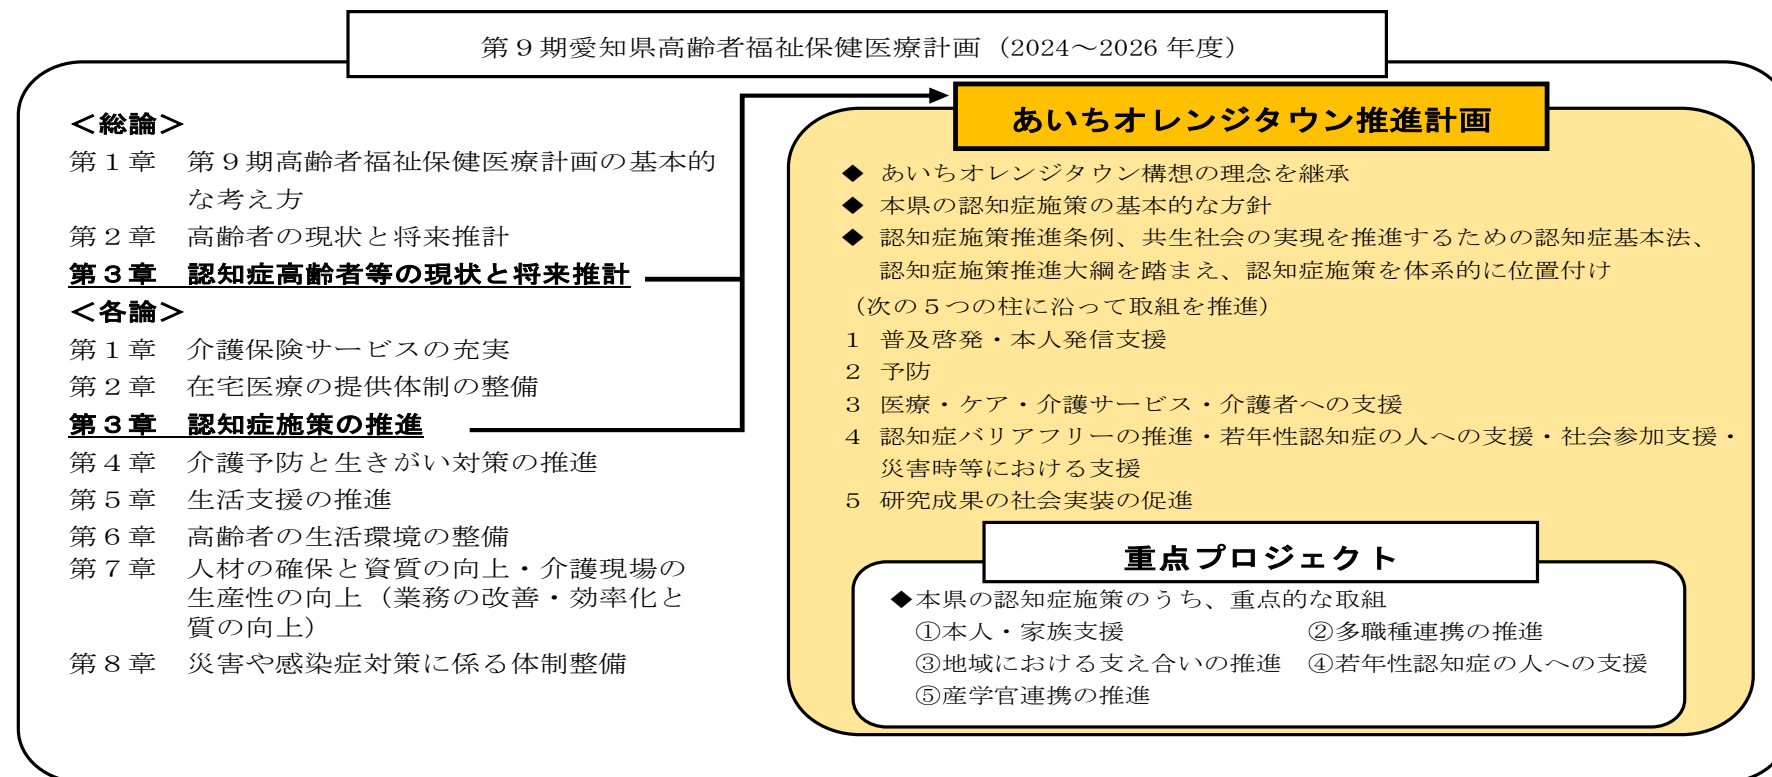 第９期愛知県高齢者福祉保健医療計画（2024～2026 年度）
＜総論＞
第１章　第９期高齢者福祉保健医療計画の基本的
な考え方
第２章　高齢者の現状と将来推計
第３章　認知症高齢者等の現状と将来推計
＜各論＞
第１章　介護保険サービスの充実
第２章　在宅医療の提供体制の整備
第３章　認知症施策の推進
第４章　介護予防と生きがい対策の推進
第５章　生活支援の推進
第６章　高齢者の生活環境の整備
第７章　人材の確保と資質の向上・介護現場の
生産性の向上（業務の改善・効率化と
質の向上）
第８章　災害や感染症対策に係る体制整備
あいちオレンジタウン推進計画
◆ あいちオレンジタウン構想の理念を継承
◆ 本県の認知症施策の基本的な方針
◆ 認知症施策推進条例、共生社会の実現を推進するための認知症基本法、
認知症施策推進大綱を踏まえ、認知症施策を体系的に位置付け
（次の５つの柱に沿って取組を推進）
1 普及啓発・本人発信支援
2 予防
3 医療・ケア・介護サービス・介護者への支援
4 認知症バリアフリーの推進・若年性認知症の人への支援・社会参加支援・
災害時等における支援
5 研究成果の社会実装の促進
重点プロジェクト
◆本県の認知症施策のうち、重点的な取組
①本人・家族支援　②多職種連携の推進
③地域における支え合いの推進　④若年性認知症の人への支援
⑤産学官連携の推進